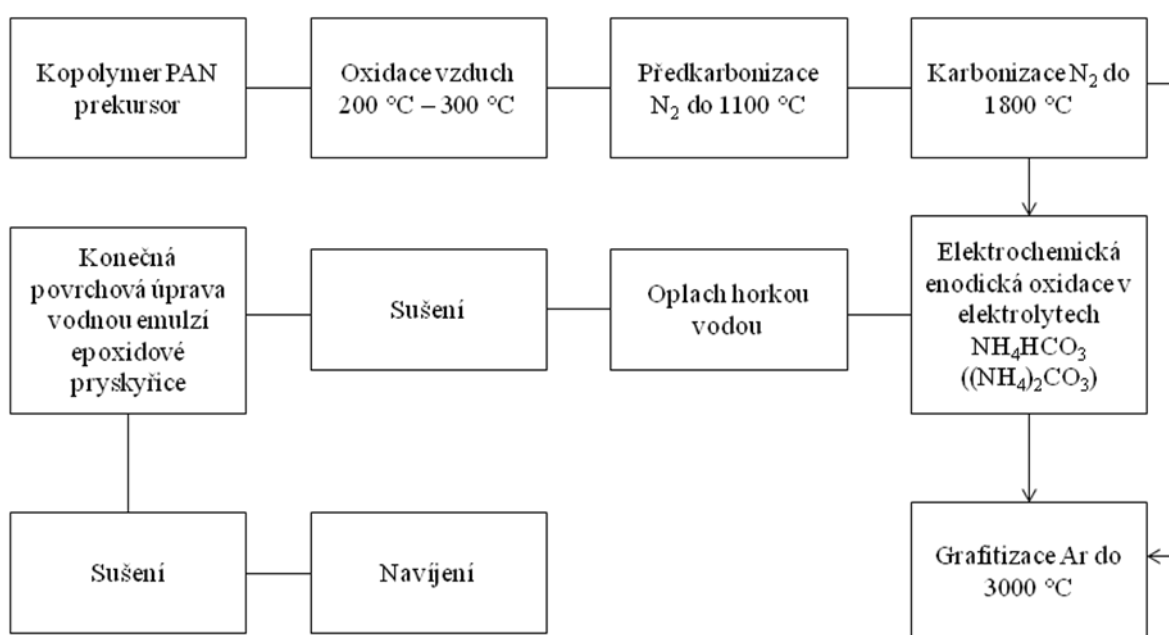 Kopolymer PAN
prekursor
Oxidace vzduch
200 °C – 300 °C
Předkarbonizace
N₂ do 1100 °C
Karbonizace N₂ do
1800 °C
Konečná
povrchová úprava
vodnou emulzí
epoxidové
pryskyřice
Sušení
Oplach horkou
vodou
Elektrochemická
enodická oxidace v
elektrolytech
NH₄HCO₃
((NH₄)₂CO₃)
Sušení
Navíjení
Grafitizace Ar do
3000 °C